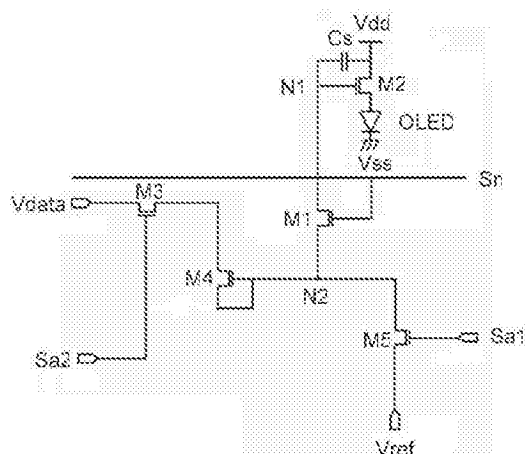 Vdd
Cs
N1
M2
OLED
Vss
Sn
M3
Vdata
M1
M4
N2
M5
Sa1
Sa2
Vref